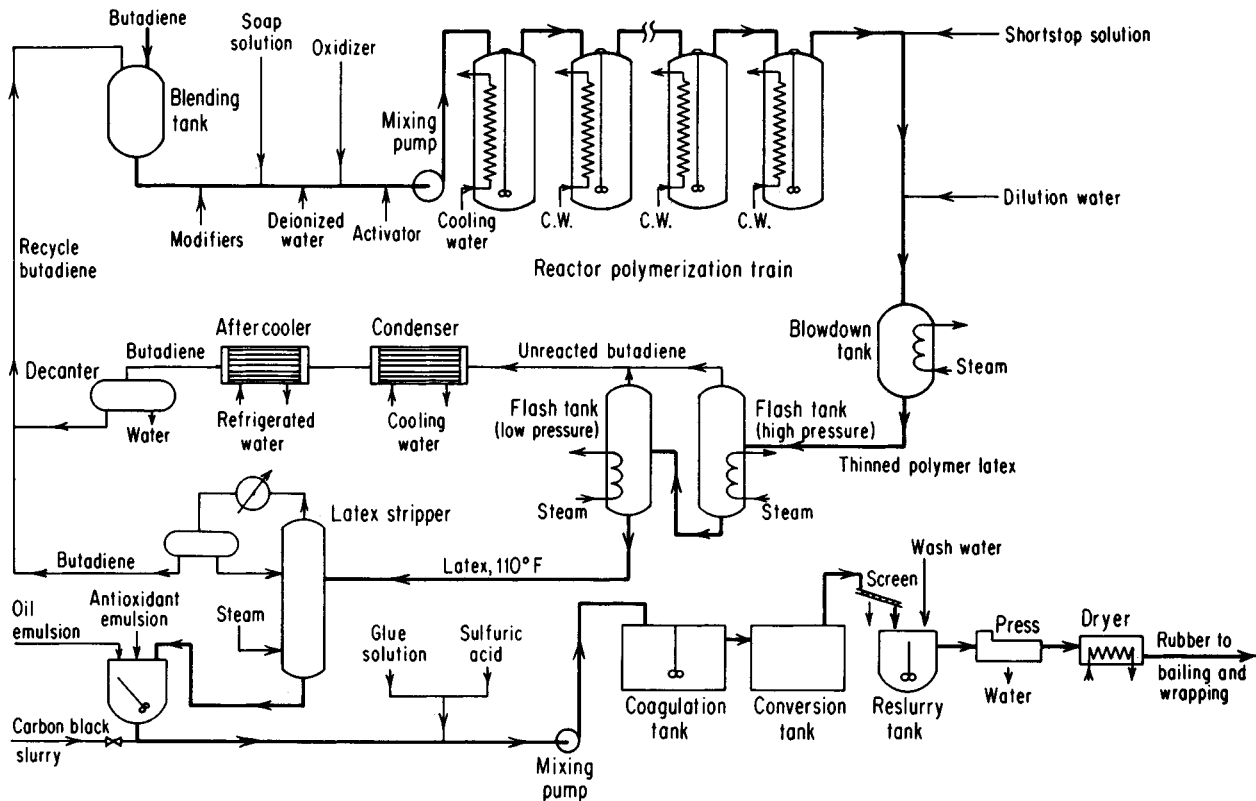 Butadiene
Soap
solution
Oxidizer
Shortstop solution
Blending
tank
Mixing
pump
Modifiers
Deionized
water
Activator
Cooling
water
C.W.
C.W.
C.W.
Dilution water
Recycle
butadiene
Reactor polymerization train
Blowdown
tank
Steam
Aftercooler
Condenser
Butadiene
Unreacted butadiene
Decanter
Water
Refrigerated
water
Cooling
water
Flash tank
(low pressure)
Flash tank
(high pressure)
Thinned polymer latex
Steam
Steam
Latex stripper
Butadiene
Latex, 110°F
Wash water
Screen
Oil
emulsion
Antioxidant
emulsion
Steam
Glue
solution
Sulfuric
acid
Press
Dryer
Rubber to
bailing and
wrapping
Water
Coagulation
tank
Conversion
tank
Reslurry
tank
Carbon black
slurry
Mixing
pump